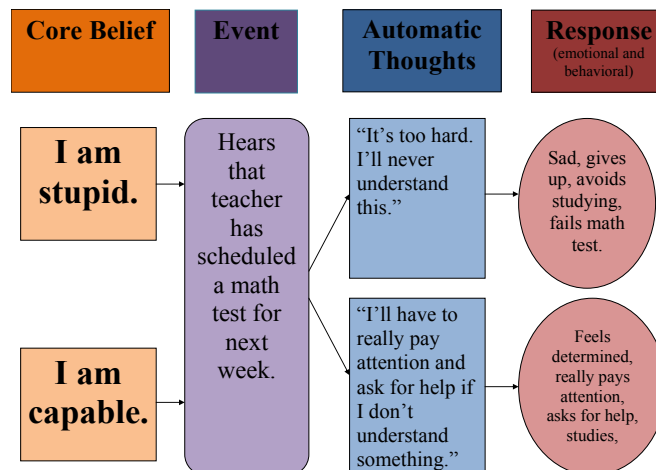 Core Belief
Event
Automatic
Thoughts
Response
(emotional and
behavioral)
I am
stupid.
Hears
that
teacher
has
scheduled
a math
test for
next
week.
“It’s too hard.
I’ll never
understand
this.”
Sad, gives
up, avoids
studying,
fails math
test.
I am
capable.
“I’ll have to
really pay
attention and
ask for help if
I don’t
understand
something.”
Feels
determined,
really pays
attention,
asks for help,
studies,